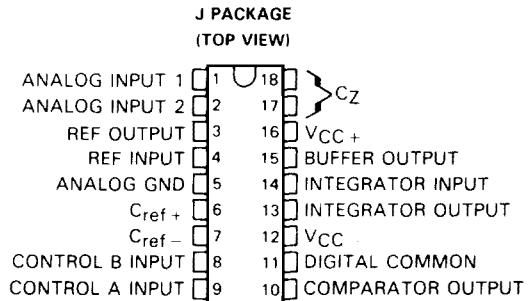 J PACKAGE
(TOP VIEW)
ANALOG INPUT 1 1 18 CZ
ANALOG INPUT 2 2 17
REF OUTPUT 3 16 VCC +
REF INPUT 4 15 BUFFER OUTPUT
ANALOG GND 5 14 INTEGRATOR INPUT
Cref + 6 13 INTEGRATOR OUTPUT
Cref − 7 12 VCC
CONTROL B INPUT 8 11 DIGITAL COMMON
CONTROL A INPUT 9 10 COMPARATOR OUTPUT